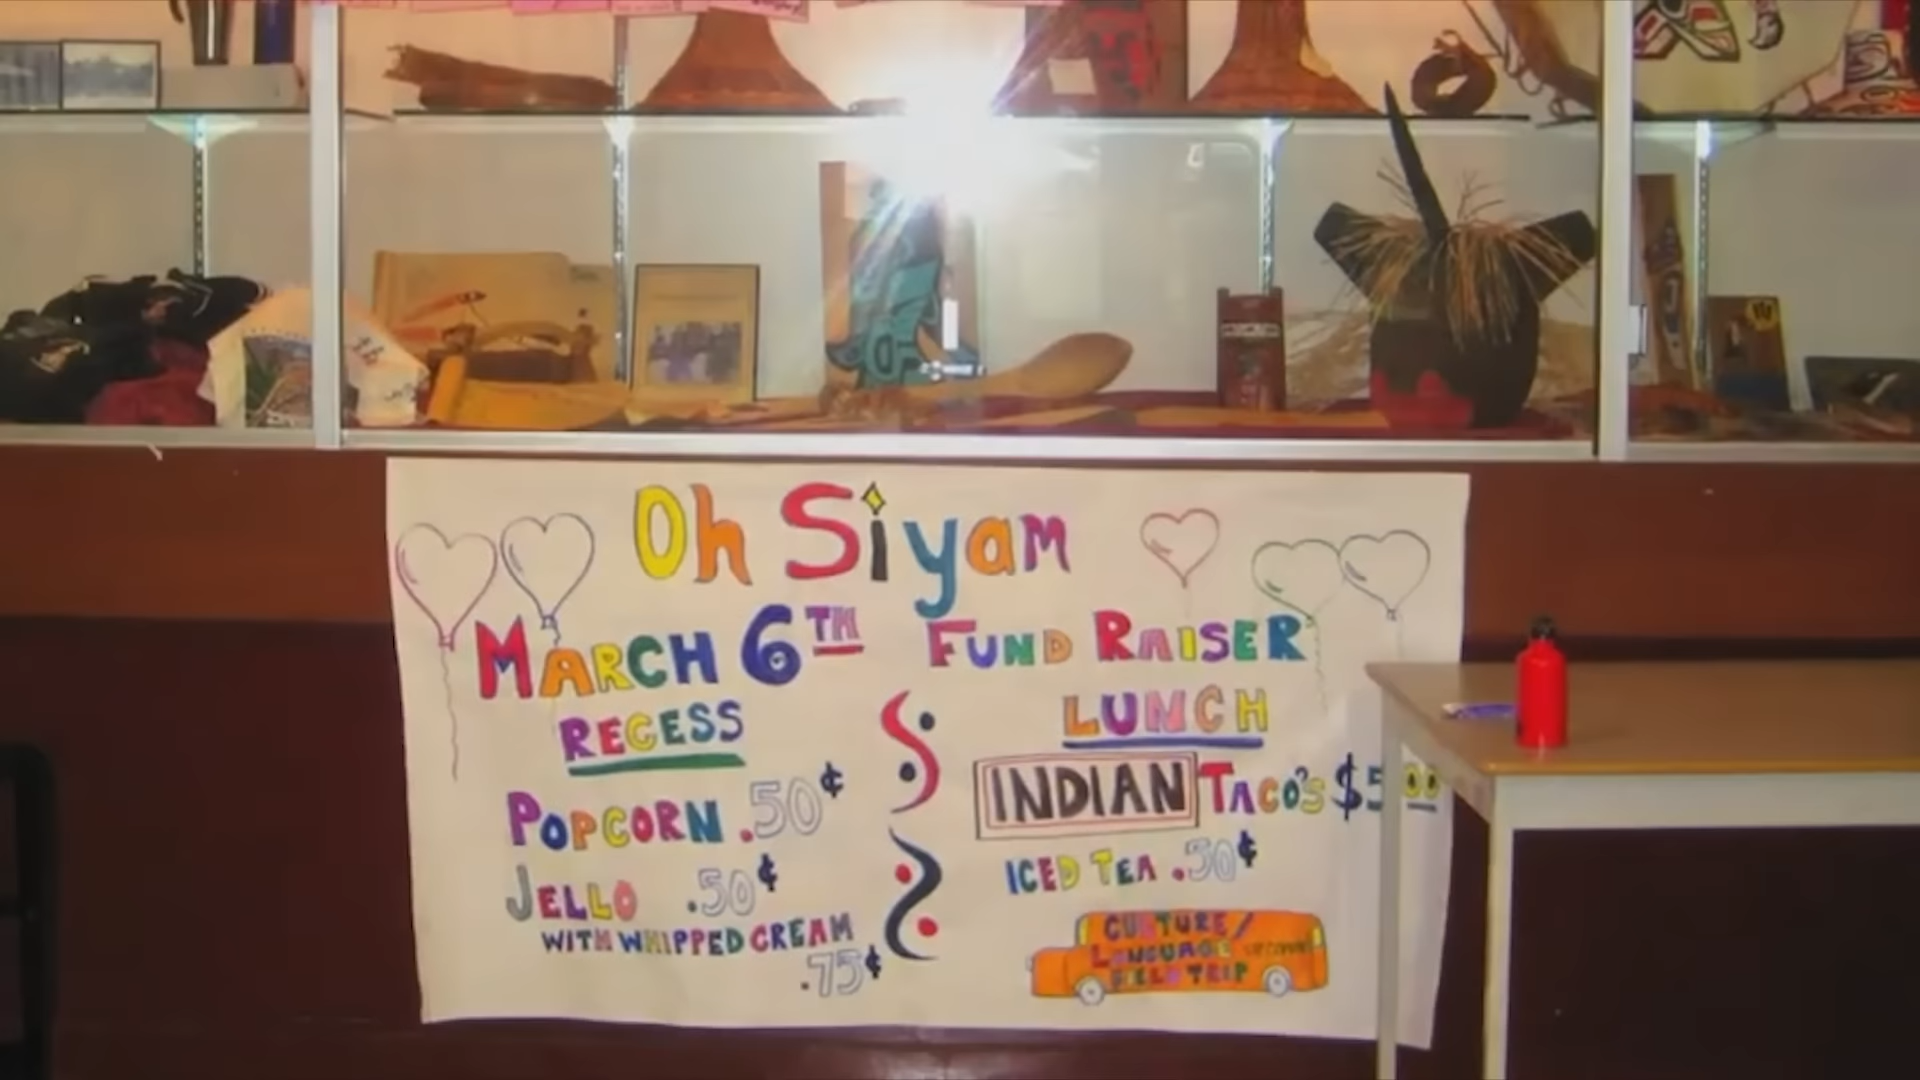 Oh Siyam
MARCH 6TH FUND RAISER
RECESS
POPCORN .50¢
JELLO .50¢
WITH WHIPPED CREAM
.75¢
LUNCH
INDIAN TACO'S $5.00
ICED TEA .50¢
CULTURE/
LANGUAGE
FIELD TRIP